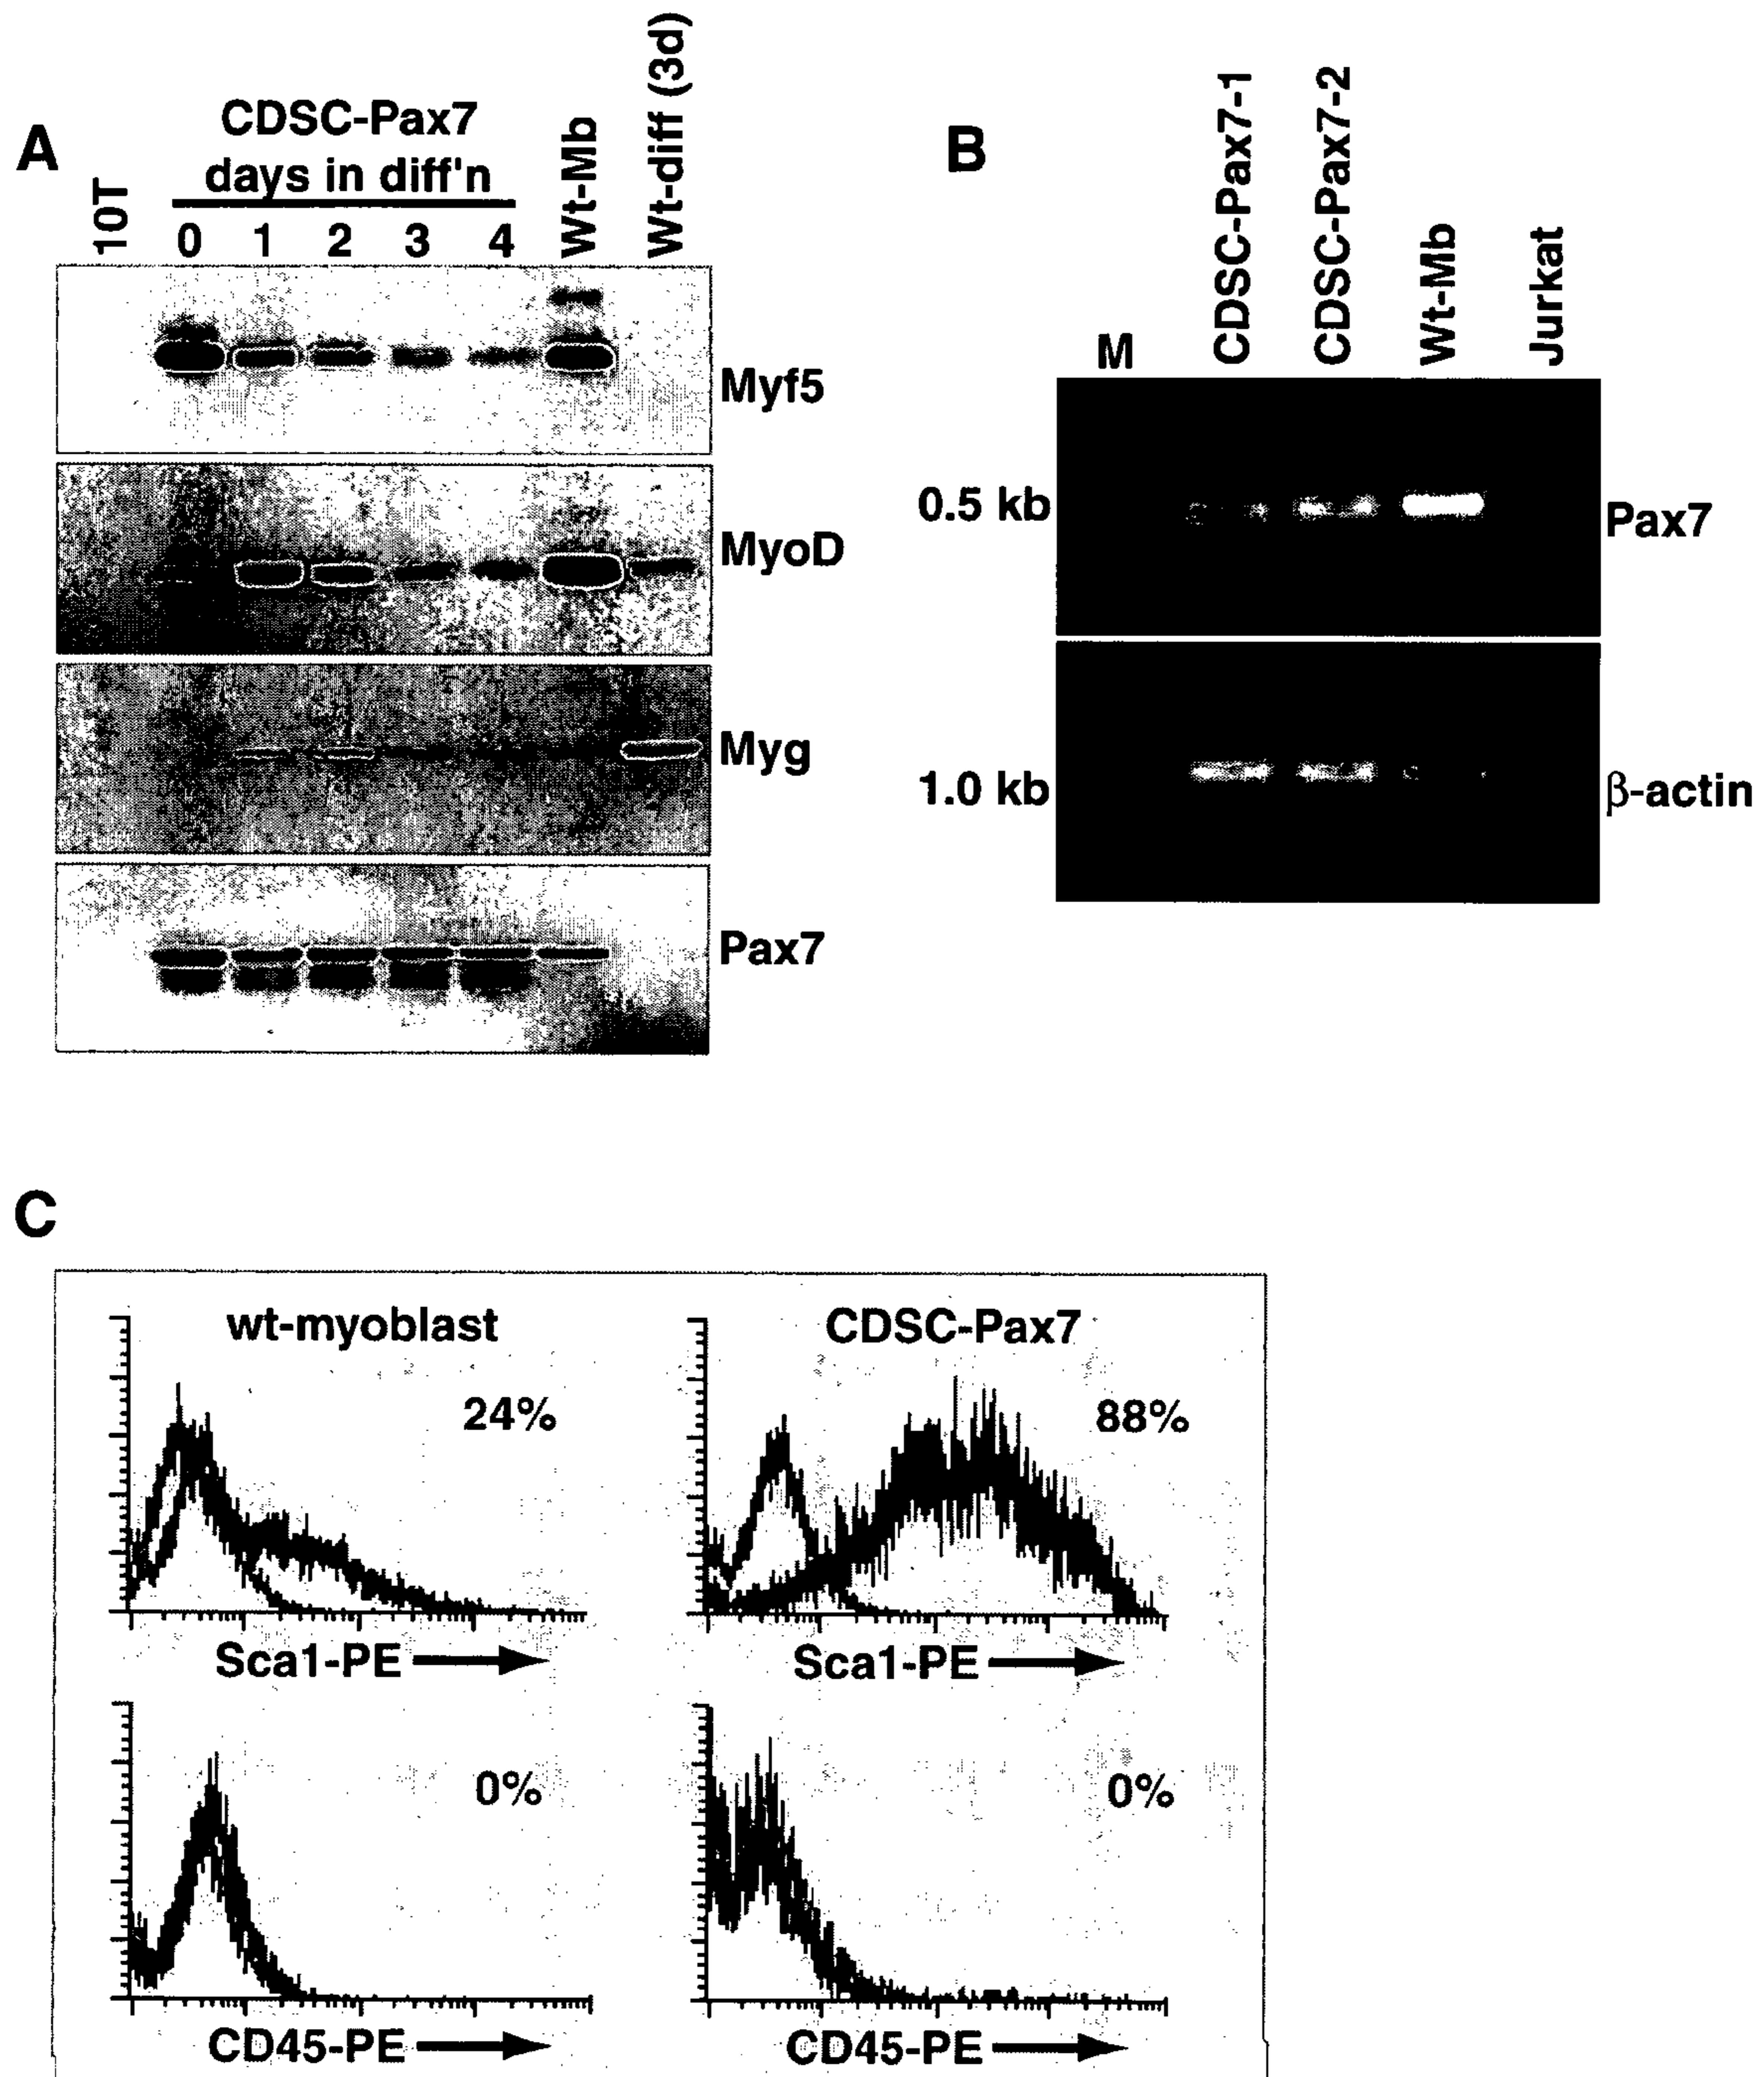 A
10T
CDSC-Pax7
days in diff'n
0 1 2 3 4
Wt-Mb
Wt-diff (3d)
Myf5
MyoD
Myg
Pax7
B
M
CDSC-Pax7-1
CDSC-Pax7-2
Wt-Mb
Jurkat
0.5 kb
Pax7
1.0 kb
β-actin
C
wt-myoblast
24%
Sca1-PE
CDSC-Pax7
88%
Sca1-PE
0%
CD45-PE
0%
CD45-PE